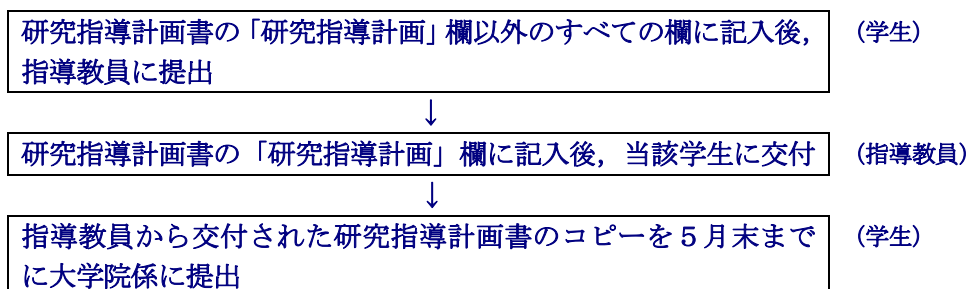 研究指導計画書の「研究指導計画」欄以外のすべての欄に記入後，　（学生）
指導教員に提出
↓
研究指導計画書の「研究指導計画」欄に記入後，当該学生に交付　（指導教員）
↓
指導教員から交付された研究指導計画書のコピーを５月末まで　（学生）
に大学院係に提出